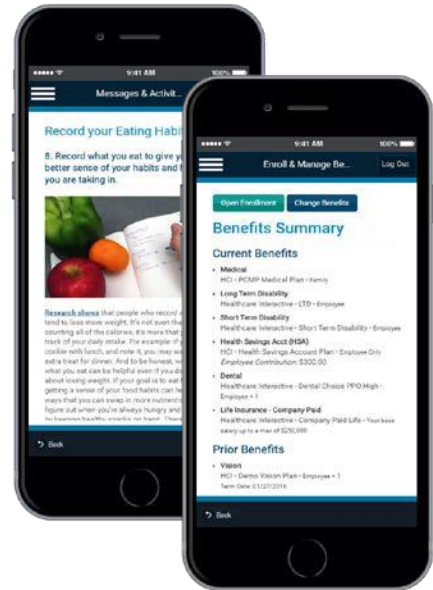 9:41 AM
100%
Messages & Activit...
Record your Eating Habi
8. Record what you eat to give y
better sense of your habits and h
you are taking in.
Research shows that people who record
tend to lose more weight. It's not even tha
counting all of the calories; it's more that y
track of your daily intake. For example if y
cookie with lunch, and note it, you may wa
extra treat for dinner. And to be honest, w
what you eat can be helpful even if you do
about losing weight. If your goal is to eat
getting a sense of your food habits can he
ways that you can swap in more nutrient
figure out when you're always hungry and
by keeping healthy snacks on hand.
Back
9:41 AM
100%
Enroll & Manage Be...
Log Out
Open Enrollment
Change Benefits
Benefits Summary
Current Benefits
• Medical
HCI - PCMP Medical Plan - Family
• Long Term Disability
Healthcare Interactive - LTD - Employee
• Short Term Disability
Healthcare Interactive - Short Term Disability - Employee
• Health Savings Acct (HSA)
HCI - Health Savings Account Plan - Employee Only
Employee Contribution: $300.00
• Dental
Healthcare Interactive - Dental Choice PPO High -
Employee + 1
• Life Insurance - Company Paid
Healthcare Interactive - Company Paid Life - Your base
salary up to a max of $250,000
Prior Benefits
• Vision
HCI - Demo Vision Plan - Employee + 1
Term Date: 01/27/2016
Back